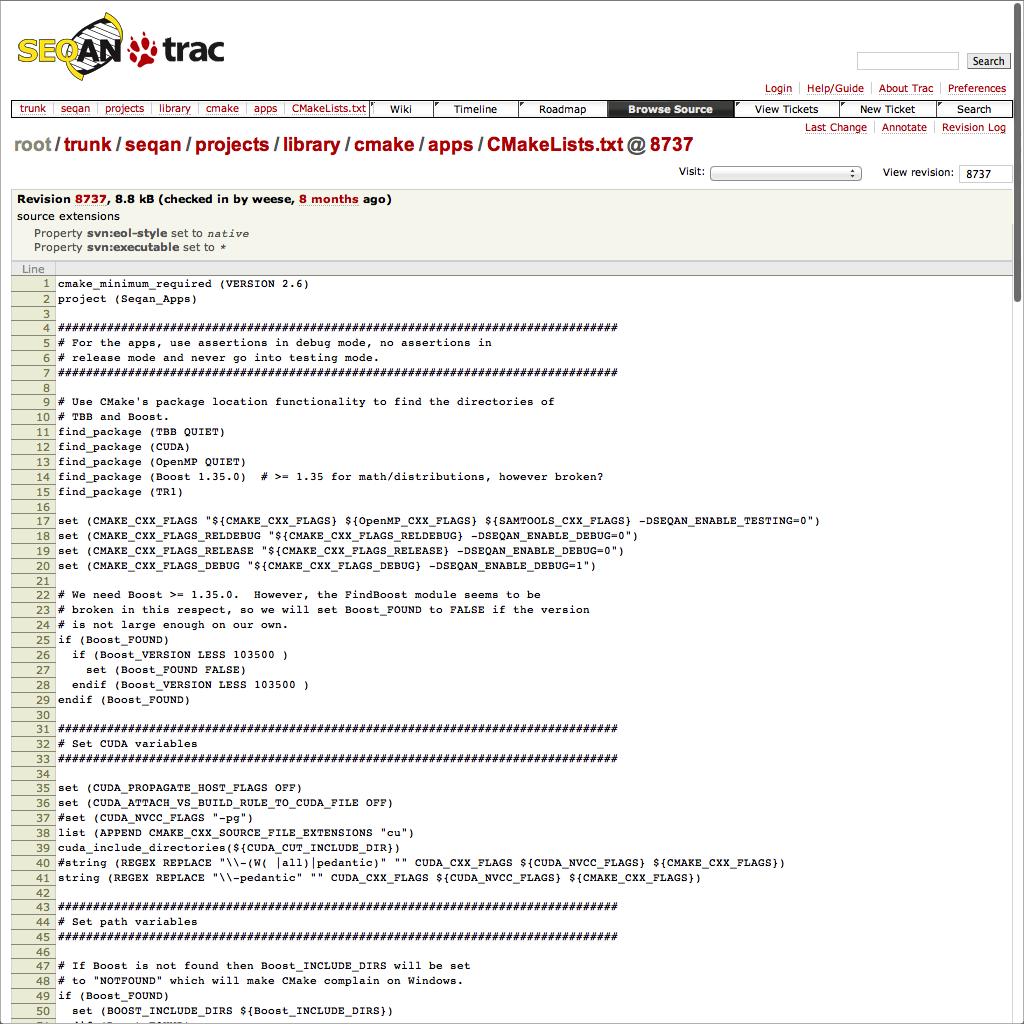 SEQAN trac
Search
Login Help/Guide About Trac Preferences
trunk seqan projects library cmake apps CMakeLists.txt Wiki Timeline Roadmap Browse Source View Tickets New Ticket Search
Last Change Annotate Revision Log
root / trunk / seqan / projects / library / cmake / apps / CMakeLists.txt @ 8737
Visit: View revision: 8737
Revision 8737, 8.8 kB (checked in by weese, 8 months ago)
source extensions
Property svn:eol-style set to native
Property svn:executable set to *
Line
1 cmake_minimum_required (VERSION 2.6)
2 project (Seqan_Apps)
3
4 ################################################################################
5 # For the apps, use assertions in debug mode, no assertions in
6 # release mode and never go into testing mode.
7 ################################################################################
8
9 # Use CMake's package location functionality to find the directories of
10 # TBB and Boost.
11 find_package (TBB QUIET)
12 find_package (CUDA)
13 find_package (OpenMP QUIET)
14 find_package (Boost 1.35.0)  # >= 1.35 for math/distributions, however broken?
15 find_package (TR1)
16
17 set (CMAKE_CXX_FLAGS "${CMAKE_CXX_FLAGS} ${OpenMP_CXX_FLAGS} ${SAMTOOLS_CXX_FLAGS} -DSEQAN_ENABLE_TESTING=0")
18 set (CMAKE_CXX_FLAGS_RELDEBUG "${CMAKE_CXX_FLAGS_RELDEBUG} -DSEQAN_ENABLE_DEBUG=0")
19 set (CMAKE_CXX_FLAGS_RELEASE "${CMAKE_CXX_FLAGS_RELEASE} -DSEQAN_ENABLE_DEBUG=0")
20 set (CMAKE_CXX_FLAGS_DEBUG "${CMAKE_CXX_FLAGS_DEBUG} -DSEQAN_ENABLE_DEBUG=1")
21
22 # We need Boost >= 1.35.0.  However, the FindBoost module seems to be
23 # broken in this respect, so we will set Boost_FOUND to FALSE if the version
24 # is not large enough on our own.
25 if (Boost_FOUND)
26   if (Boost_VERSION LESS 103500 )
27     set (Boost_FOUND FALSE)
28   endif (Boost_VERSION LESS 103500 )
29 endif (Boost_FOUND)
30
31 ################################################################################
32 # Set CUDA variables
33 ################################################################################
34
35 set (CUDA_PROPAGATE_HOST_FLAGS OFF)
36 set (CUDA_ATTACH_VS_BUILD_RULE_TO_CUDA_FILE OFF)
37 #set (CUDA_NVCC_FLAGS "-pg")
38 list (APPEND CMAKE_CXX_SOURCE_FILE_EXTENSIONS "cu")
39 cuda_include_directories(${CUDA_CUT_INCLUDE_DIR})
40 #string (REGEX REPLACE "\\-(W( |all)|pedantic)" "" CUDA_CXX_FLAGS ${CUDA_NVCC_FLAGS} ${CMAKE_CXX_FLAGS})
41 string (REGEX REPLACE "\\-pedantic" "" CUDA_CXX_FLAGS ${CUDA_NVCC_FLAGS} ${CMAKE_CXX_FLAGS})
42
43 ################################################################################
44 # Set path variables
45 ################################################################################
46
47 # If Boost is not found then Boost_INCLUDE_DIRS will be set
48 # to "NOTFOUND" which will make CMake complain on Windows.
49 if (Boost_FOUND)
50   set (BOOST_INCLUDE_DIRS ${Boost_INCLUDE_DIRS})